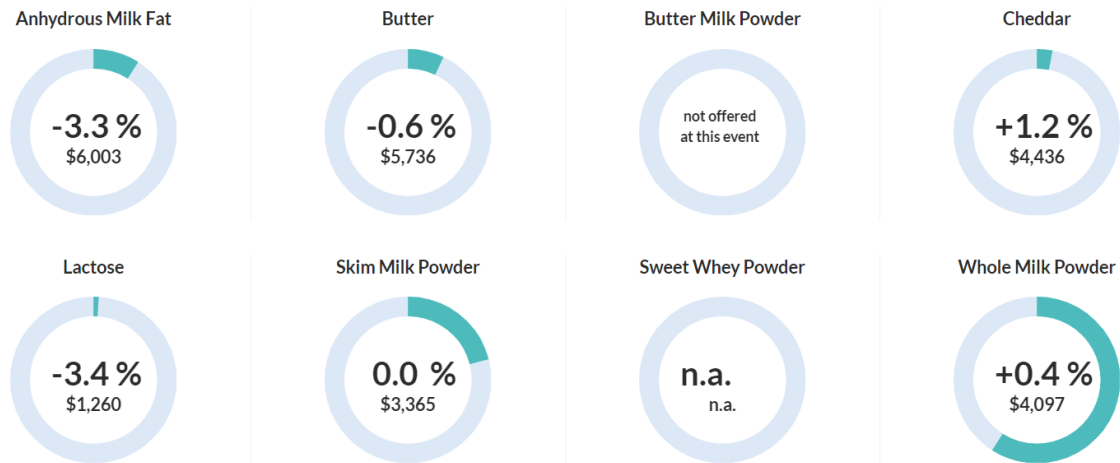 Anhydrous Milk Fat
-3.3 %
$6,003
Butter
-0.6 %
$5,736
Butter Milk Powder
not offered
at this event
Cheddar
+1.2 %
$4,436
Lactose
-3.4 %
$1,260
Skim Milk Powder
0.0 %
$3,365
Sweet Whey Powder
n.a.
n.a.
Whole Milk Powder
+0.4 %
$4,097